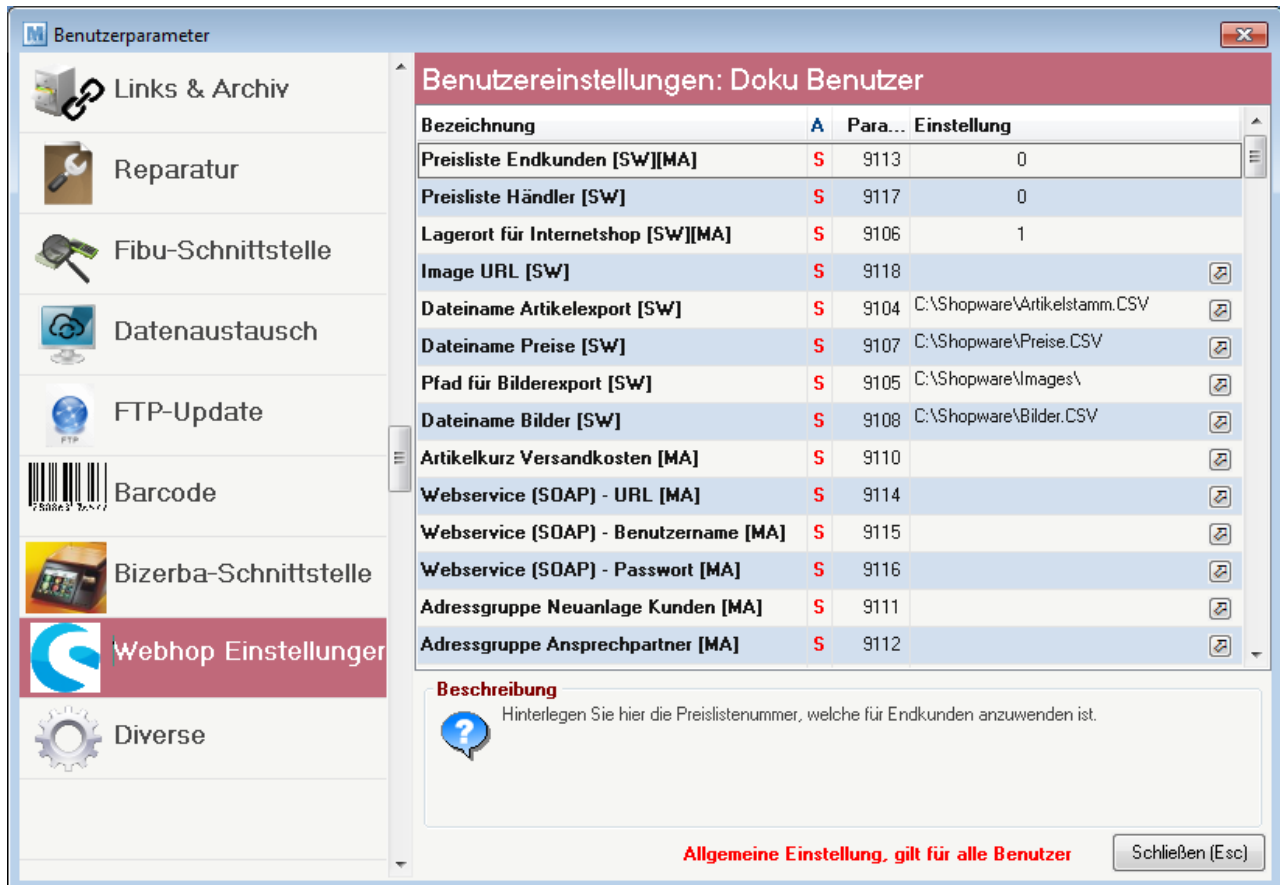 Benutzerparameter
Links & Archiv
Reparatur
Fibu-Schnittstelle
Datenaustausch
FTP-Update
FTP
Barcode
Bizerba-Schnittstelle
Webhop Einstellunger
Diverse
Benutzereinstellungen: Doku Benutzer
Bezeichnung A Para... Einstellung
Preisliste Endkunden [SW][MA] S 9113 0
Preisliste Händler [SW] S 9117 0
Lagerort für Internetshop [SW][MA] S 9106 1
Image URL [SW] S 9118
Dateiname Artikelexport [SW] S 9104 C:\Shopware\Artikelstamm.CSV
Dateiname Preise [SW] S 9107 C:\Shopware\Preise.CSV
Pfad für Bilderexport [SW] S 9105 C:\Shopware\Images\
Dateiname Bilder [SW] S 9108 C:\Shopware\Bilder.CSV
Artikelkurz Versandkosten [MA] S 9110
Webservice (SOAP) - URL [MA] S 9114
Webservice (SOAP) - Benutzername [MA] S 9115
Webservice (SOAP) - Passwort [MA] S 9116
Adressgruppe Neuanlage Kunden [MA] S 9111
Adressgruppe Ansprechpartner [MA] S 9112
Beschreibung
Hinterlegen Sie hier die Preislistenummer, welche für Endkunden anzuwenden ist.
Allgemeine Einstellung, gilt für alle Benutzer
Schließen (Esc)